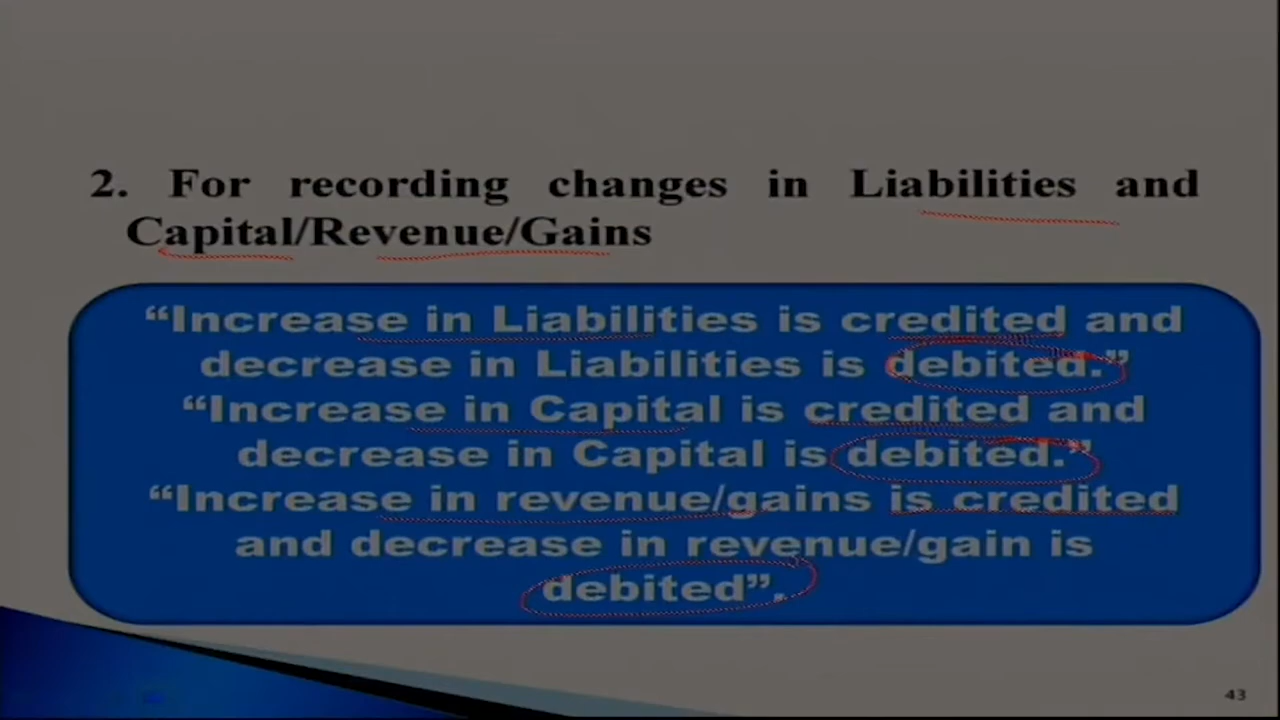 2. For recording changes in Liabilities and
Capital/Revenue/Gains
“Increase in Liabilities is credited and
decrease in Liabilities is debited.”
“Increase in Capital is credited and
decrease in Capital is debited.”
“Increase in revenue/gains is credited
and decrease in revenue/gain is
debited”.
43